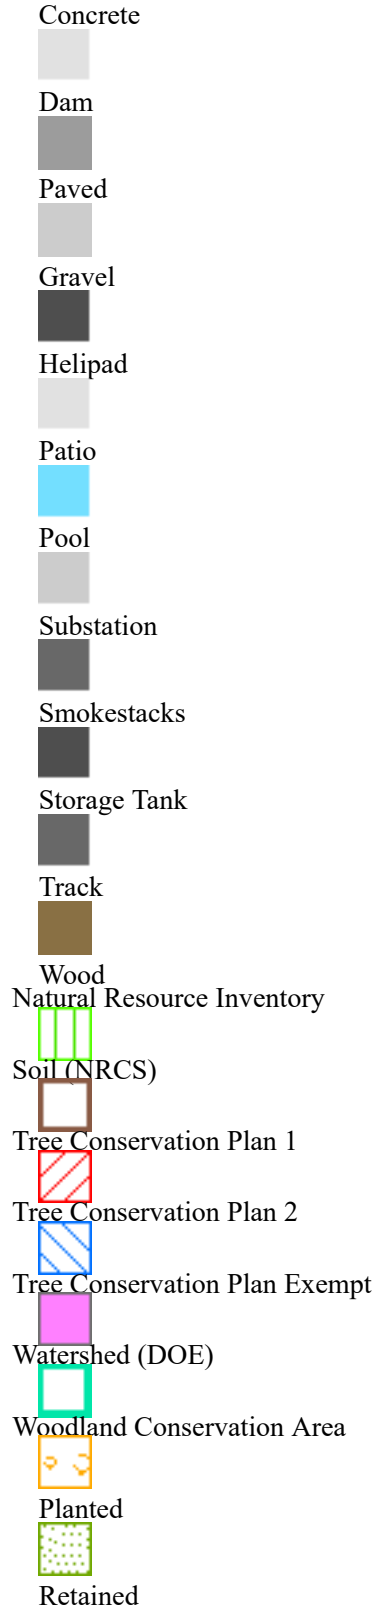 Concrete
Dam
Paved
Gravel
Helipad
Patio
Pool
Substation
Smokestacks
Storage Tank
Track
Wood
Natural Resource Inventory
Soil (NRCS)
Tree Conservation Plan 1
Tree Conservation Plan 2
Tree Conservation Plan Exempt
Watershed (DOE)
Woodland Conservation Area
Planted
Retained